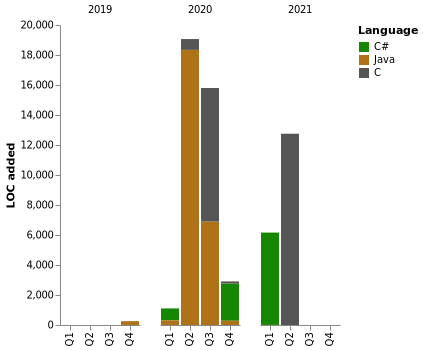 2019 2020 2021
Language
C#
Java
C
LOC added
20,000
18,000
16,000
14,000
12,000
10,000
8,000
6,000
4,000
2,000
0
Q1 Q2 Q3 Q4 Q1 Q2 Q3 Q4 Q1 Q2 Q3 Q4